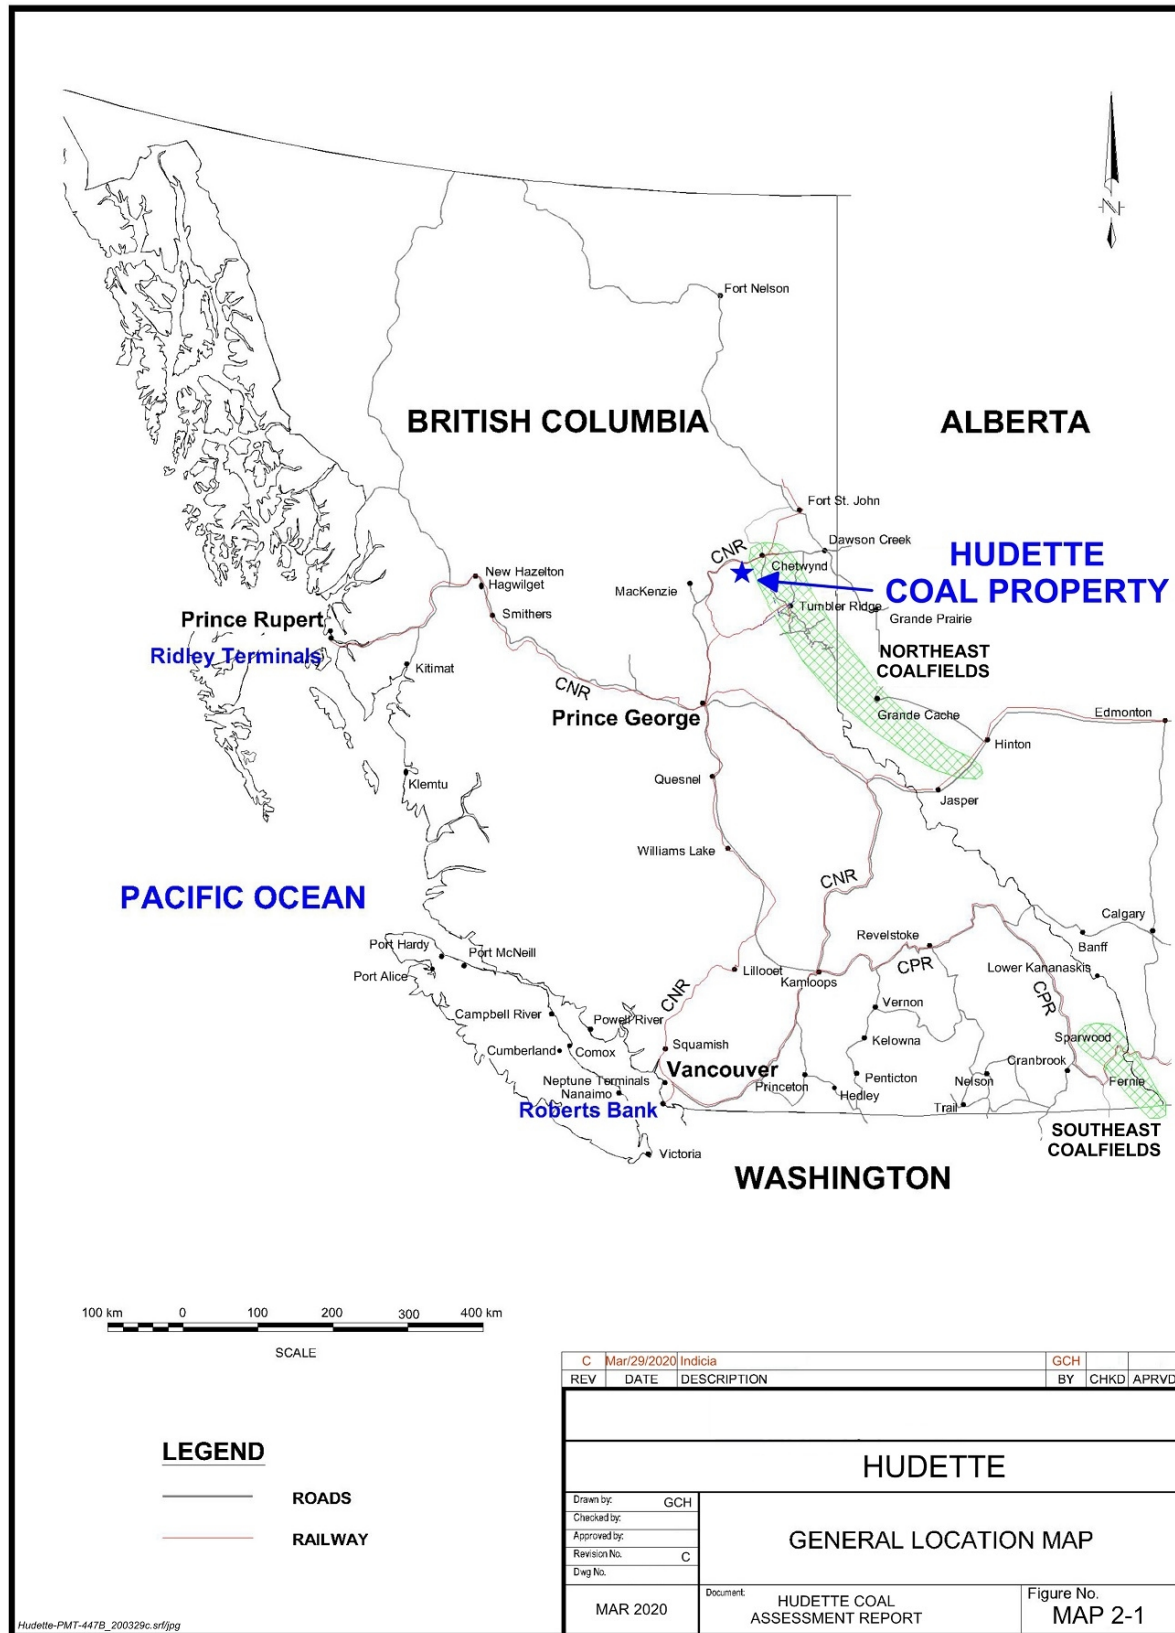 N
Fort Nelson
BRITISH COLUMBIA
ALBERTA
Fort St. John
Dawson Creek
CNR
Chetwynd
HUDETTE
COAL PROPERTY
New Hazelton
Hagwilget
MacKenzie
Tumbler Ridge
Grande Prairie
Smithers
Prince Rupert
Ridley Terminals
Kitimat
NORTHEAST
COALFIELDS
CNR
Prince George
Grande Cache
Edmonton
Hinton
Klemtu
Quesnel
Jasper
Williams Lake
CNR
PACIFIC OCEAN
Calgary
Port Hardy
Port McNeill
Revelstoke
Banff
Port Alice
Lillooet
Kamloops
CPR
Lower Kananaskis
CNR
CPR
Vernon
Campbell River
Powell River
Sparwood
Kelowna
Squamish
Cumberland
Comox
Cranbrook
Vancouver
Neptune Terminals
Princeton
Penticton
Nelson
Fernie
Nanaimo
Hedley
Roberts Bank
Trail
SOUTHEAST
COALFIELDS
Victoria
WASHINGTON
100 km 0 100 200 300 400 km
SCALE
C Mar/29/2020 Indicia GCH
REV DATE DESCRIPTION BY CHKD APRVD
LEGEND
ROADS
RAILWAY
HUDETTE
Drawn by: GCH
Checked by:
Approved by:
Revision No. C
Dwg No.
GENERAL LOCATION MAP
MAR 2020
Document: HUDETTE COAL
ASSESSMENT REPORT
Figure No.
MAP 2-1
Hudette-PMT-447B_200329c.srf/jpg